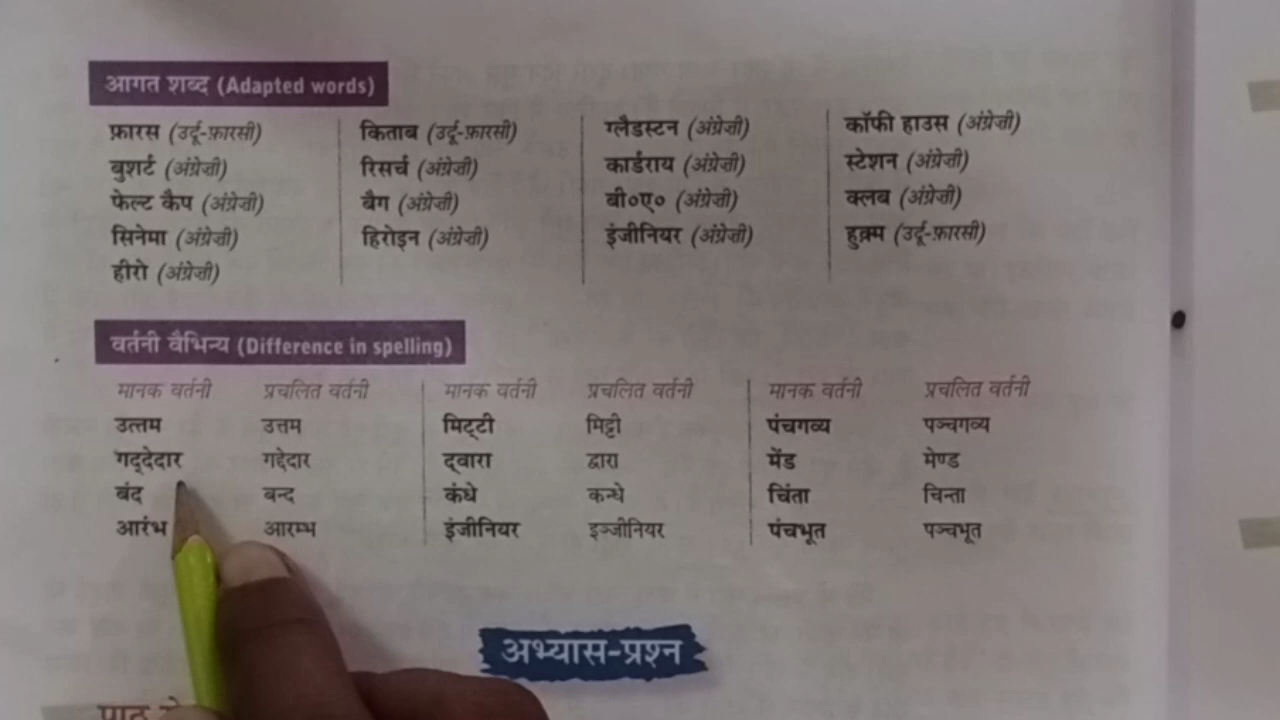 आगत शब्द (Adapted words)
फ़ारस (उर्दू-फ़ारसी) किताब (उर्दू-फ़ारसी) ग्लैडस्टन (अंग्रेज़ी) कॉफी हाउस (अंग्रेज़ी)
बुशर्ट (अंग्रेज़ी) रिसर्च (अंग्रेज़ी) कार्डराय (अंग्रेज़ी) स्टेशन (अंग्रेज़ी)
फेल्ट कैप (अंग्रेज़ी) बैग (अंग्रेज़ी) बी०ए० (अंग्रेज़ी) क्लब (अंग्रेज़ी)
सिनेमा (अंग्रेज़ी) हिरोइन (अंग्रेज़ी) इंजीनियर (अंग्रेज़ी) हुक्म (उर्दू-फ़ारसी)
हीरो (अंग्रेज़ी)
वर्तनी वैभिन्य (Difference in spelling)
मानक वर्तनी प्रचलित वर्तनी मानक वर्तनी प्रचलित वर्तनी मानक वर्तनी प्रचलित वर्तनी
उत्‍तम उत्तम मिट्‌टी मिट्टी पंचगव्य पञ्चगव्य
गद्‌देदार गद्देदार द्‌वारा द्वारा मेंड मेण्ड
बंद बन्द कंधे कन्धे चिंता चिन्ता
आरंभ आरम्भ इंजीनियर इञ्जीनियर पंचभूत पञ्चभूत
अभ्यास-प्रश्न